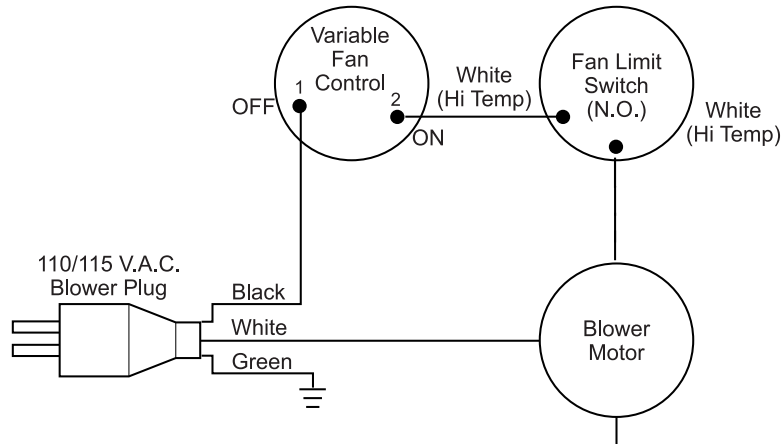 Variable
Fan
Control
1
2
OFF
ON
White
(Hi Temp)
Fan Limit
Switch
(N.O.)
White
(Hi Temp)
110/115 V.A.C.
Blower Plug
Black
White
Green
Blower
Motor